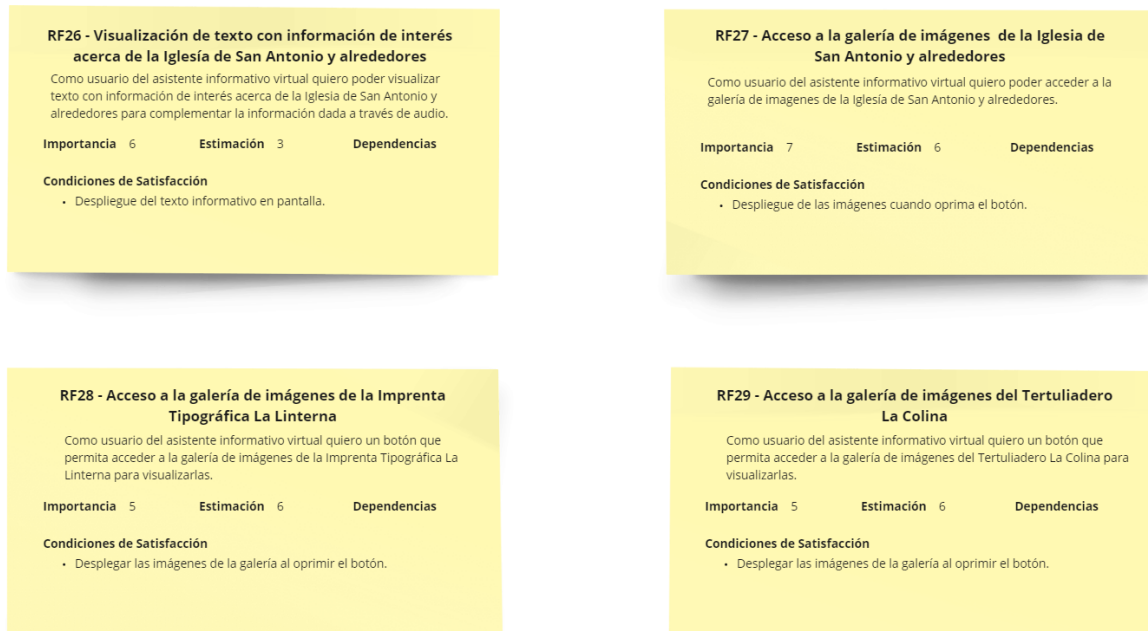 RF26 - Visualización de texto con información de interés
acerca de la Iglesía de San Antonio y alrededores
Como usuario del asistente informativo virtual quiero poder visualizar
texto con información de interés acerca de la Iglesia de San Antonio y
alrededores para complementar la información dada a través de audio.
Importancia 6 Estimación 3 Dependencias
Condiciones de Satisfacción
• Despliegue del texto informativo en pantalla.
RF27 - Acceso a la galería de imágenes de la Iglesia de
San Antonio y alrededores
Como usuario del asistente informativo virtual quiero poder acceder a la
galería de imagenes de la Iglesía de San Antonio y alrededores.
Importancia 7 Estimación 6 Dependencias
Condiciones de Satisfacción
• Despliegue de las imágenes cuando oprima el botón.
RF28 - Acceso a la galería de imágenes de la Imprenta
Tipográfica La Linterna
Como usuario del asistente informativo virtual quiero un botón que
permita acceder a la galería de imágenes de la Imprenta Tipográfica La
Linterna para visualizarlas.
Importancia 5 Estimación 6 Dependencias
Condiciones de Satisfacción
• Desplegar las imágenes de la galería al oprimir el botón.
RF29 - Acceso a la galería de imágenes del Tertuliadero
La Colina
Como usuario del asistente informativo virtual quiero un botón que
permita acceder a la galería de imágenes del Tertuliadero La Colina para
visualizarlas.
Importancia 5 Estimación 6 Dependencias
Condiciones de Satisfacción
• Desplegar las imágenes de la galería al oprimir el botón.